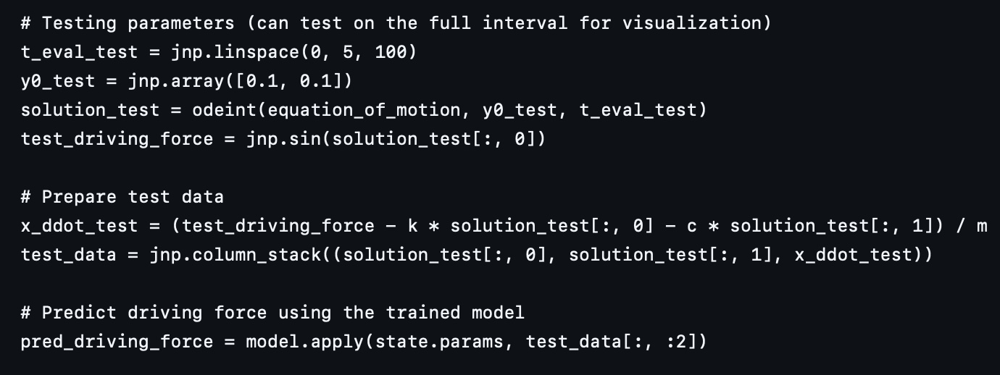 # Testing parameters (can test on the full interval for visualization)
t_eval_test = jnp.linspace(0, 5, 100)
y0_test = jnp.array([0.1, 0.1])
solution_test = odeint(equation_of_motion, y0_test, t_eval_test)
test_driving_force = jnp.sin(solution_test[:, 0])

# Prepare test data
x_ddot_test = (test_driving_force - k * solution_test[:, 0] - c * solution_test[:, 1]) / m
test_data = jnp.column_stack((solution_test[:, 0], solution_test[:, 1], x_ddot_test))

# Predict driving force using the trained model
pred_driving_force = model.apply(state.params, test_data[:, :2])